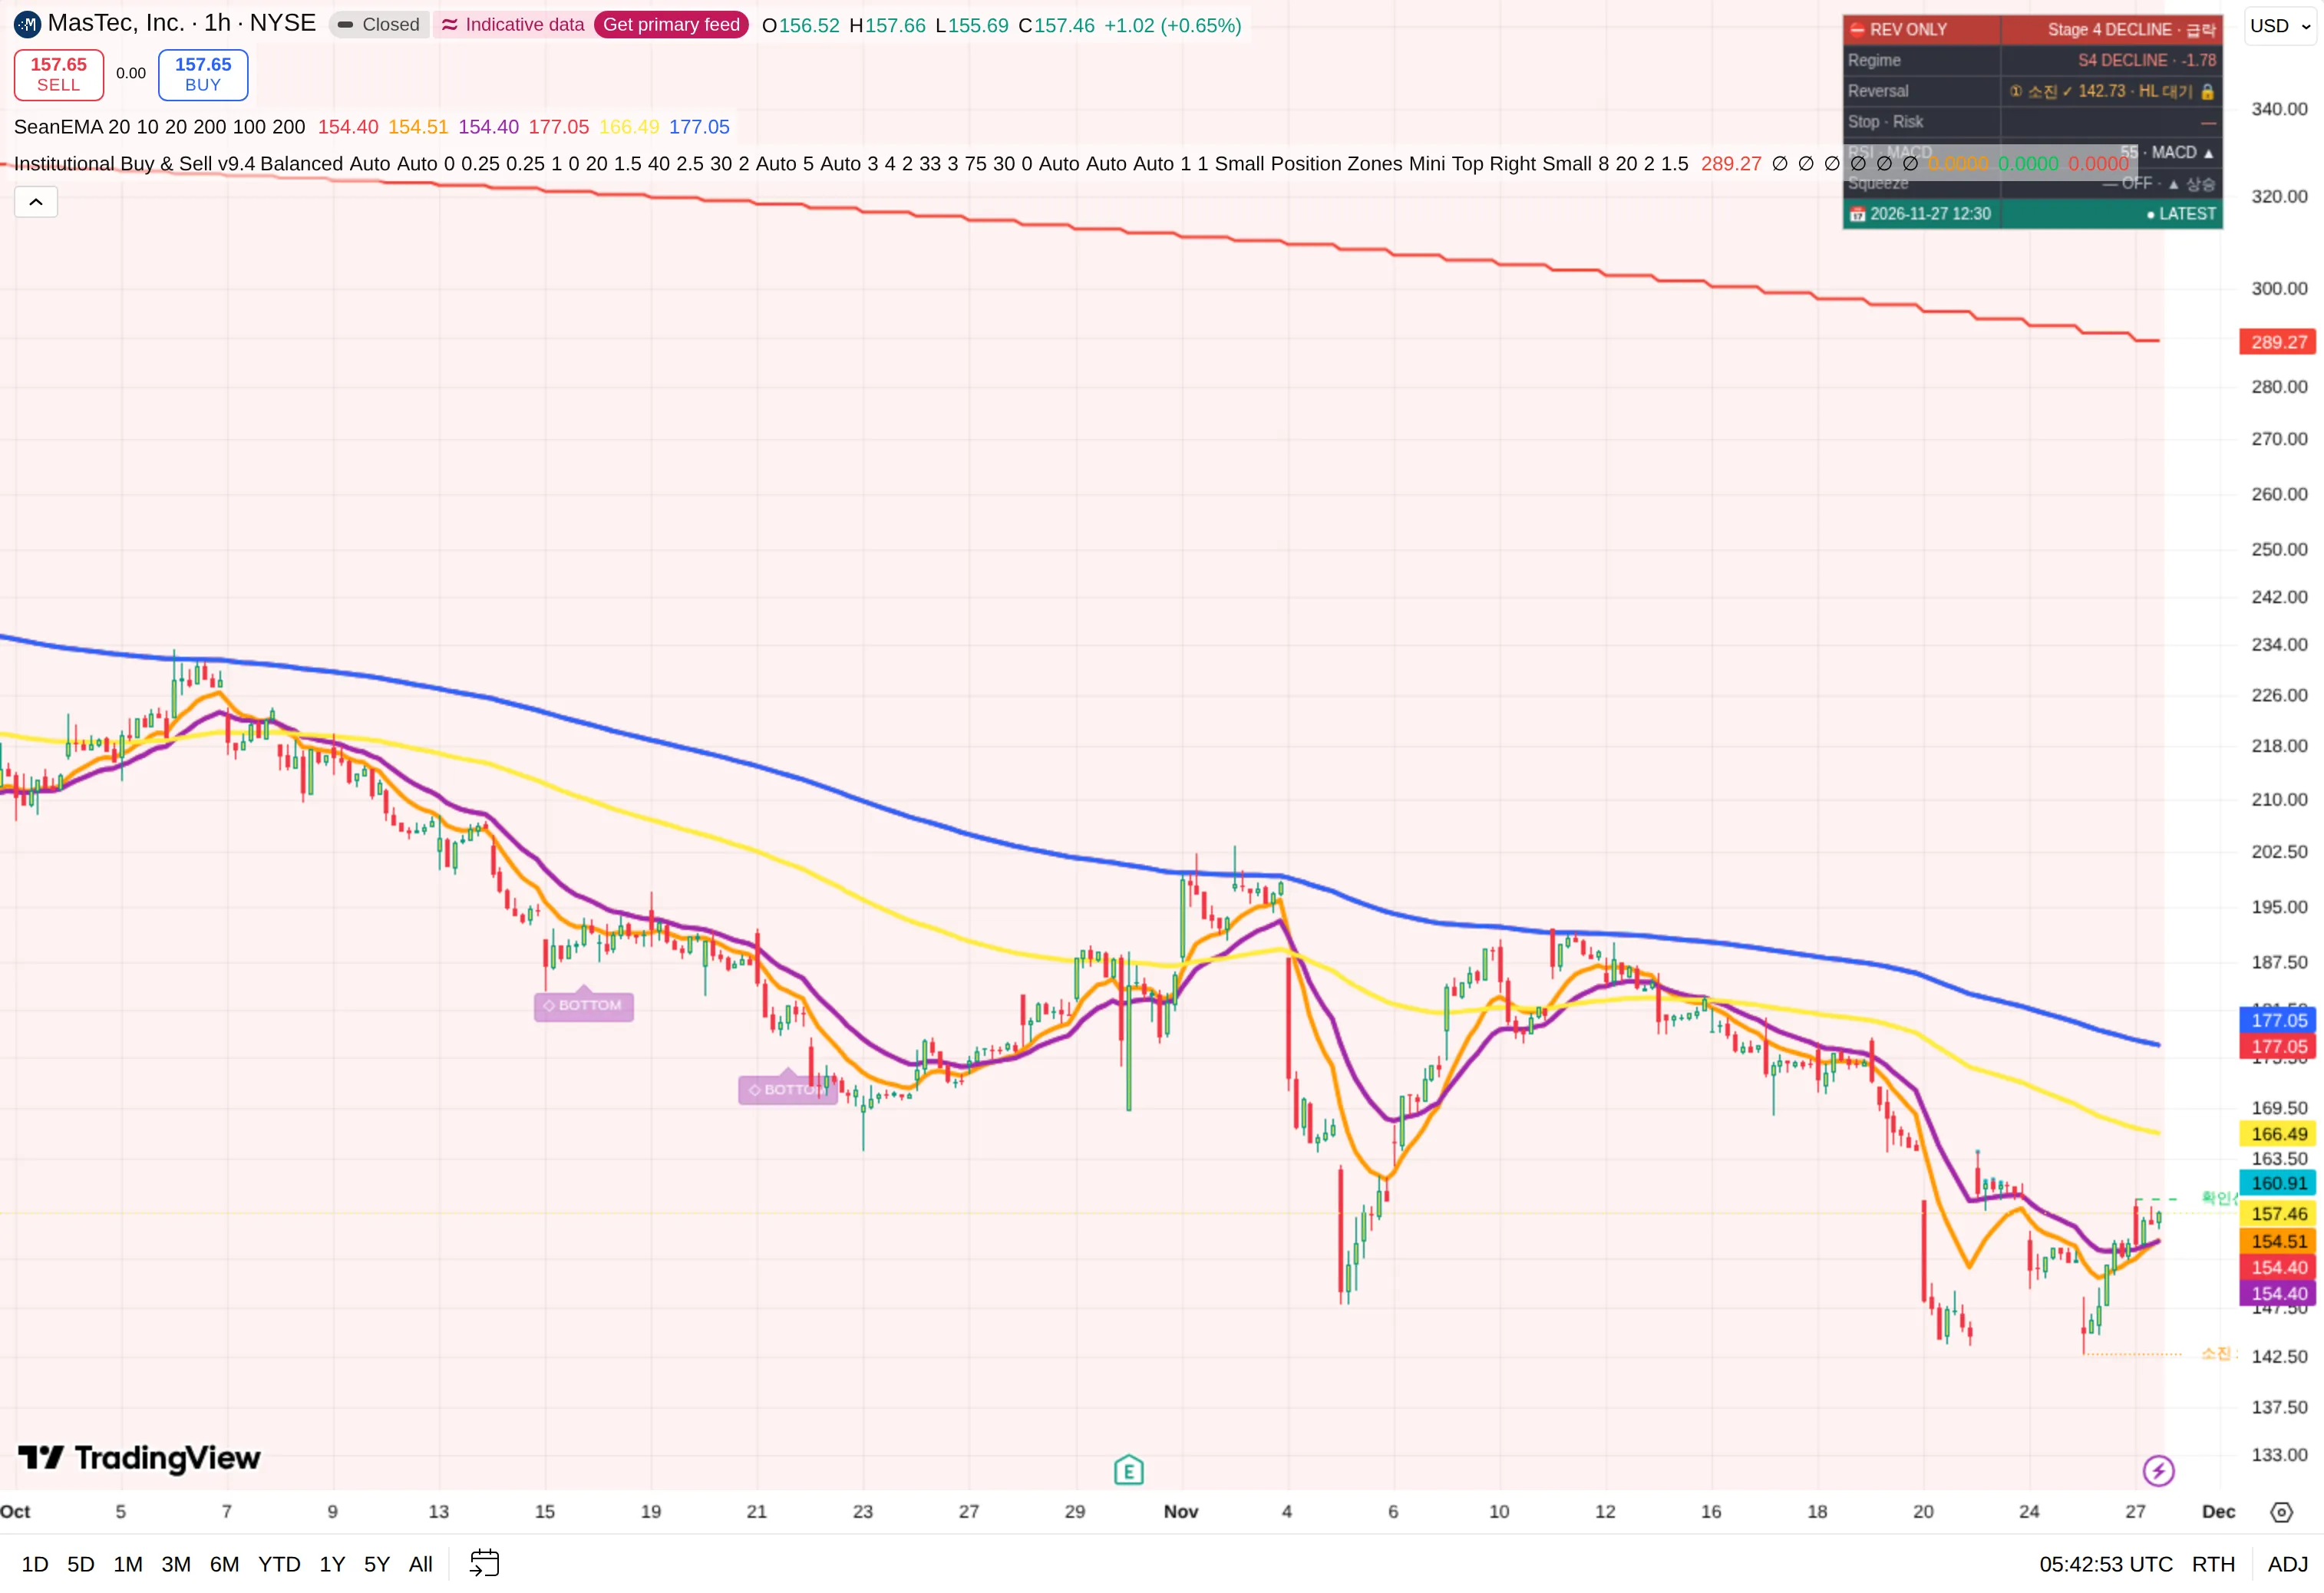 MasTec, Inc. · 1h · NYSE Closed Indicative data Get primary feed O156.52 H157.66 L155.69 C157.46 +1.02 (+0.65%)
157.65 SELL 0.00 157.65 BUY
SeanEMA 20 10 20 200 100 200 154.40 154.51 154.40 177.05 166.49 177.05
Institutional Buy & Sell v9.4 Balanced Auto Auto 0 0.25 0.25 1 0 20 1.5 40 2.5 30 2 Auto 5 Auto 3 4 2 33 3 75 30 0 Auto Auto Auto 1 1 Small Position Zones Mini Top Right Small 8 20 2 1.5 289.27 ∅ ∅ ∅ ∅ ∅ ∅ 0.0000 0.0000 0.0000
REV ONLY Stage 4 DECLINE · 급락
Regime S4 DECLINE · -1.78
Reversal ① 소진 ✓ 142.73 · HL 대기
Stop · Risk —
RSI · MACD 55 · MACD ▲
Squeeze — OFF · ▲ 상승
2026-11-27 12:30 ● LATEST
USD
340.00
320.00
300.00
289.27
280.00
270.00
260.00
250.00
242.00
234.00
226.00
218.00
210.00
202.50
195.00
187.50
177.05
177.05
169.50
166.49
163.50
160.91
157.46
154.51
154.40
154.40
147.50
142.50
137.50
133.00
◇ BOTTOM
소진
TradingView
E
Oct 5 7 9 13 15 19 21 23 27 29 Nov 4 6 10 12 16 18 20 24 27 Dec
1D 5D 1M 3M 6M YTD 1Y 5Y All
05:42:53 UTC RTH ADJ